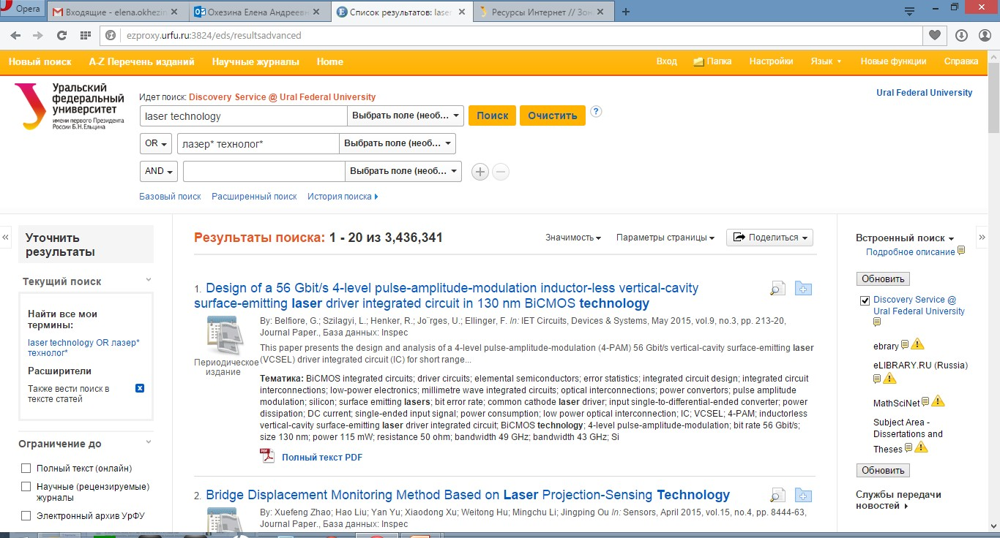 Opera
Входящие - elena.okhezin
Охезина Елена Андреевн
Список результатов: laser
Ресурсы Интернет // Зон
ezproxy.urfu.ru:3824/eds/resultsadvanced
Новый поиск A-Z Перечень изданий Научные журналы Home Вход Папка Настройки Язык Новые функции Справка
Уральский
федеральный
университет
имени первого Президента
России Б.Н.Ельцина
Идет поиск: Discovery Service @ Ural Federal University
Ural Federal University
laser technology Выбрать поле (необ... Поиск Очистить ?
OR лазер* технолог* Выбрать поле (необ...
AND Выбрать поле (необ...
Базовый поиск Расширенный поиск История поиска
Уточнить
результаты
Текущий поиск
Найти все мои
термины:
laser technology OR лазер*
технолог*
Расширители
Также вести поиск в
тексте статей
Ограничение до
Полный текст (онлайн)
Научные (рецензируемые)
журналы
Электронный архив УрФУ
Результаты поиска: 1 - 20 из 3,436,341
Значимость Параметры страницы Поделиться
1. Design of a 56 Gbit/s 4-level pulse-amplitude-modulation inductor-less vertical-cavity
surface-emitting laser driver integrated circuit in 130 nm BiCMOS technology
Периодическое
издание
By: Belfiore, G.; Szilagyi, L.; Henker, R.; Jo¨rges, U.; Ellinger, F. In: IET Circuits, Devices & Systems, May 2015, vol.9, no.3, pp. 213-20,
Journal Paper., База данных: Inspec
This paper presents the design and analysis of a 4-level pulse-amplitude-modulation (4-PAM) 56 Gbit/s vertical-cavity surface-emitting laser
(VCSEL) driver integrated circuit (IC) for short range...
Тематика: BiCMOS integrated circuits; driver circuits; elemental semiconductors; error statistics; integrated circuit design; integrated circuit
interconnections; low-power electronics; millimetre wave integrated circuits; optical interconnections; power convertors; pulse amplitude
modulation; silicon; surface emitting lasers; bit error rate; common cathode laser driver; input single-to-differential-ended converter; power
dissipation; DC current; single-ended input signal; power consumption; low power optical interconnection; IC; VCSEL; 4-PAM; inductorless
vertical-cavity surface-emitting laser driver integrated circuit; BiCMOS technology; 4-level pulse-amplitude-modulation; bit rate 56 Gbit/s;
size 130 nm; power 115 mW; resistance 50 ohm; bandwidth 49 GHz; bandwidth 43 GHz; Si
PDF
Полный текст PDF
2. Bridge Displacement Monitoring Method Based on Laser Projection-Sensing Technology
By: Xuefeng Zhao; Hao Liu; Yan Yu; Xiaodong Xu; Weitong Hu; Mingchu Li; Jingping Ou In: Sensors, April 2015, vol.15, no.4, pp. 8444-63,
Journal Paper., База данных: Inspec
Встроенный поиск
Подробное описание
Обновить
Discovery Service @
Ural Federal University
ebrary
eLIBRARY.RU (Russia)
MathSciNet
Subject Area -
Dissertations and
Theses
Обновить
Службы передачи
новостей